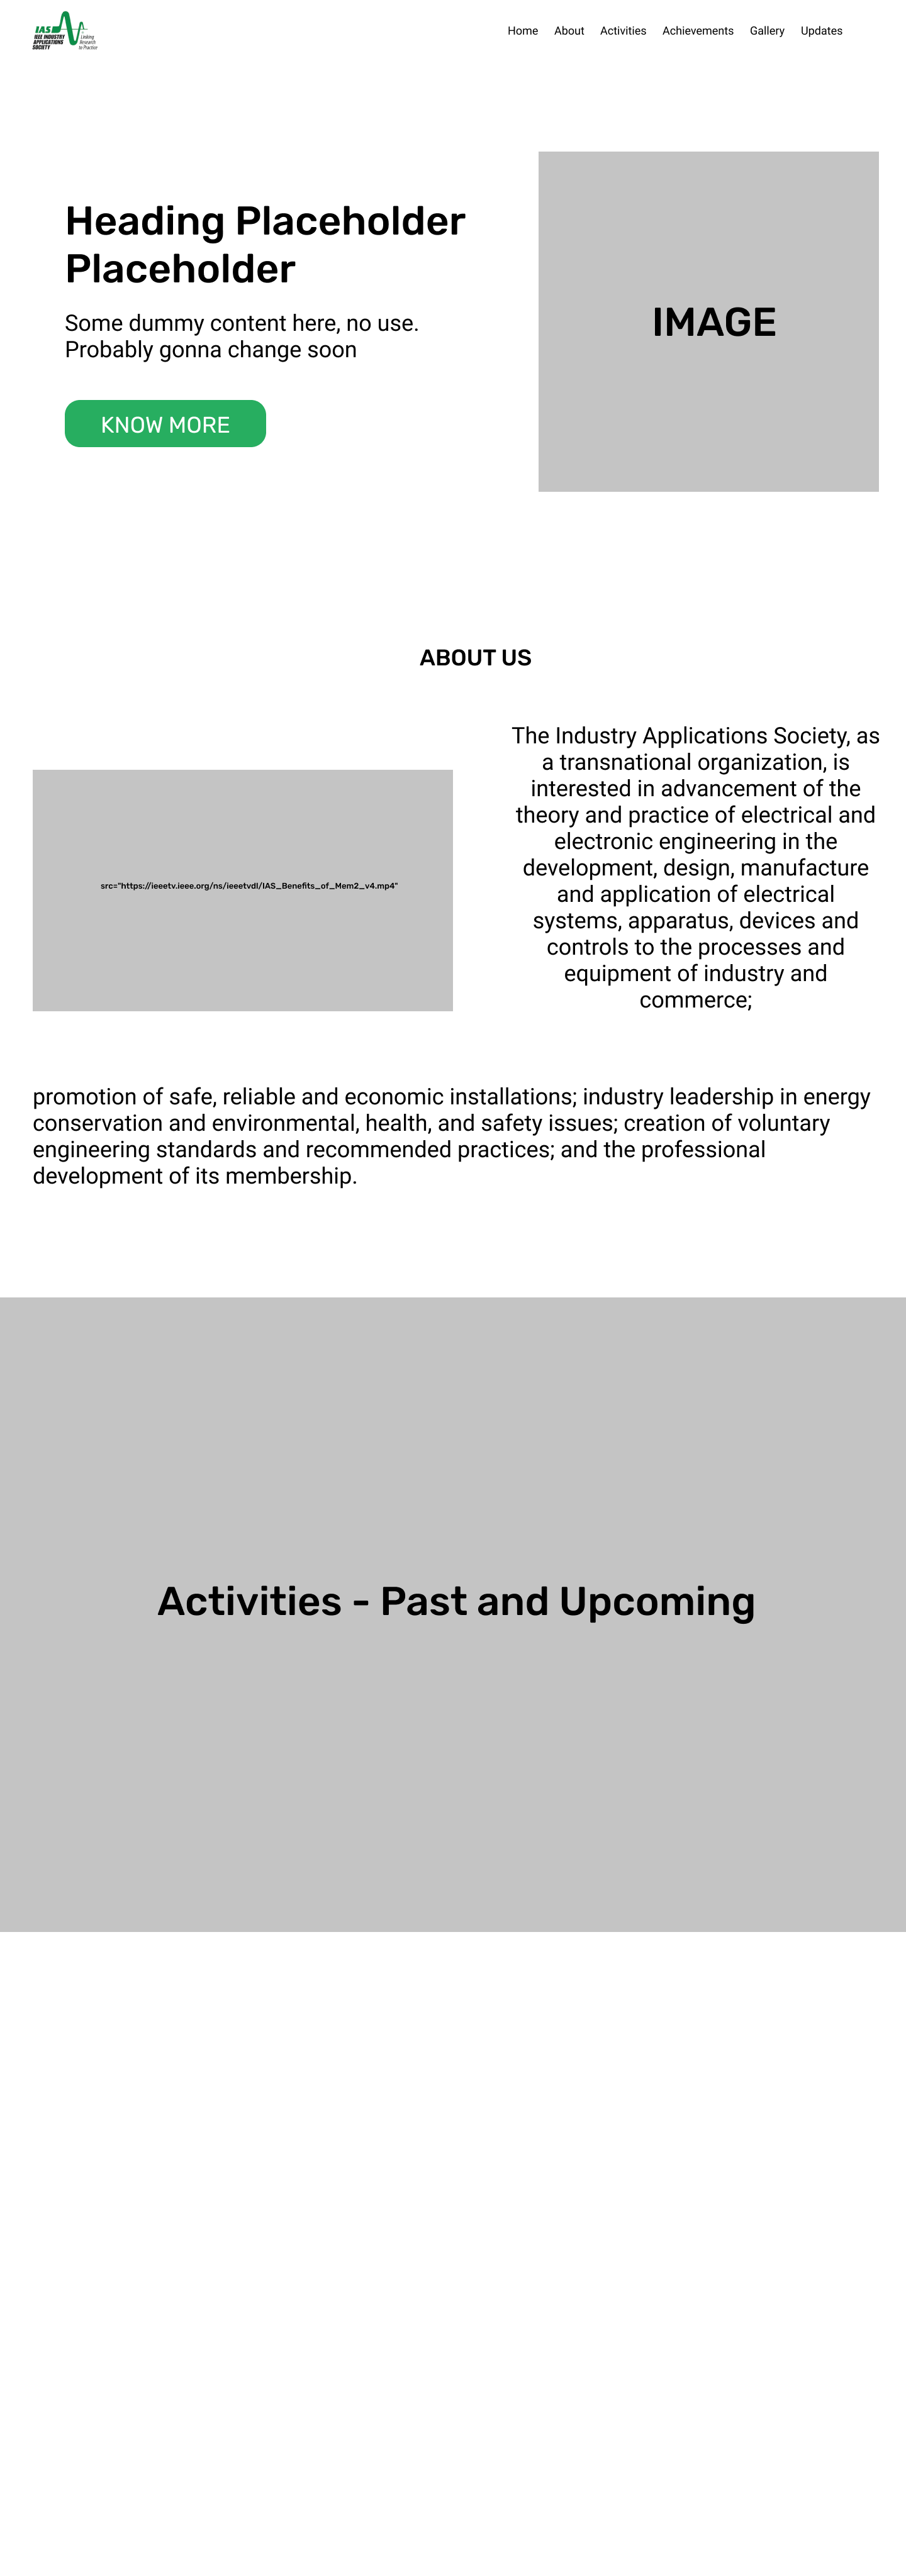 IAS
IEEE INDUSTRY
APPLICATIONS
SOCIETY
Linking
Research
to Practice
Home About Activities Achievements Gallery Updates
Heading Placeholder
Placeholder
Some dummy content here, no use.
Probably gonna change soon
KNOW MORE
IMAGE
ABOUT US
src="https://ieeetv.ieee.org/ns/ieeetvdl/IAS_Benefits_of_Mem2_v4.mp4"
The Industry Applications Society, as
a transnational organization, is
interested in advancement of the
theory and practice of electrical and
electronic engineering in the
development, design, manufacture
and application of electrical
systems, apparatus, devices and
controls to the processes and
equipment of industry and
commerce;
promotion of safe, reliable and economic installations; industry leadership in energy
conservation and environmental, health, and safety issues; creation of voluntary
engineering standards and recommended practices; and the professional
development of its membership.
Activities - Past and Upcoming